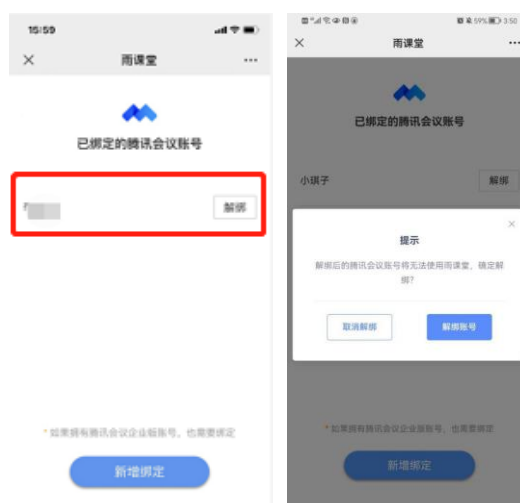 15:59
雨课堂
已绑定的腾讯会议账号
解绑
*如果拥有腾讯会议企业版账号，也需要绑定
新增绑定
59%
3:50
雨课堂
已绑定的腾讯会议账号
小琪子
解绑
提示
解绑后的腾讯会议账号将无法使用雨课堂，确定解
绑？
取消解绑
解绑账号
*如果拥有腾讯会议企业版账号，也需要绑定
新增绑定